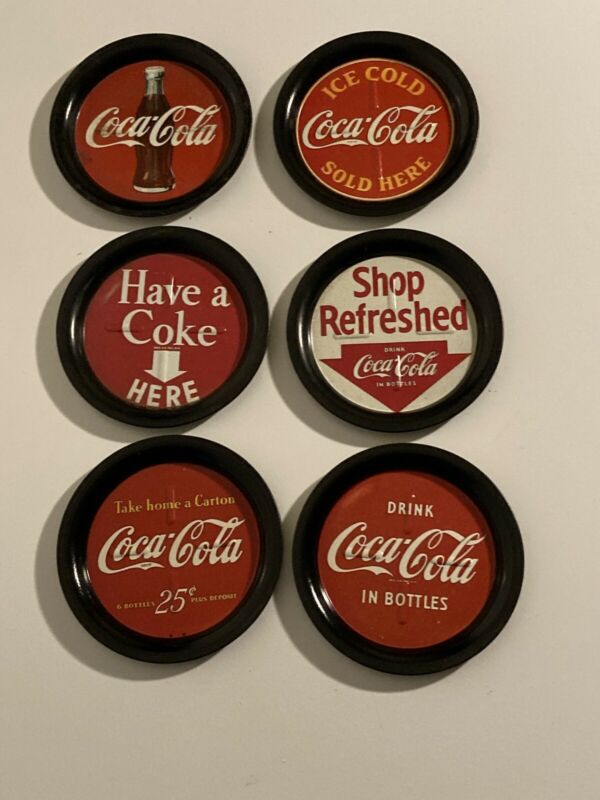 Coca-Cola
ICE COLD
Coca-Cola
SOLD HERE
Have a
Coke
HERE
Shop
Refreshed
DRINK
Coca-Cola
IN BOTTLES
Take home a Carton
Coca-Cola
6 BOTTLES 25¢ PLUS DEPOSIT
DRINK
Coca-Cola
IN BOTTLES